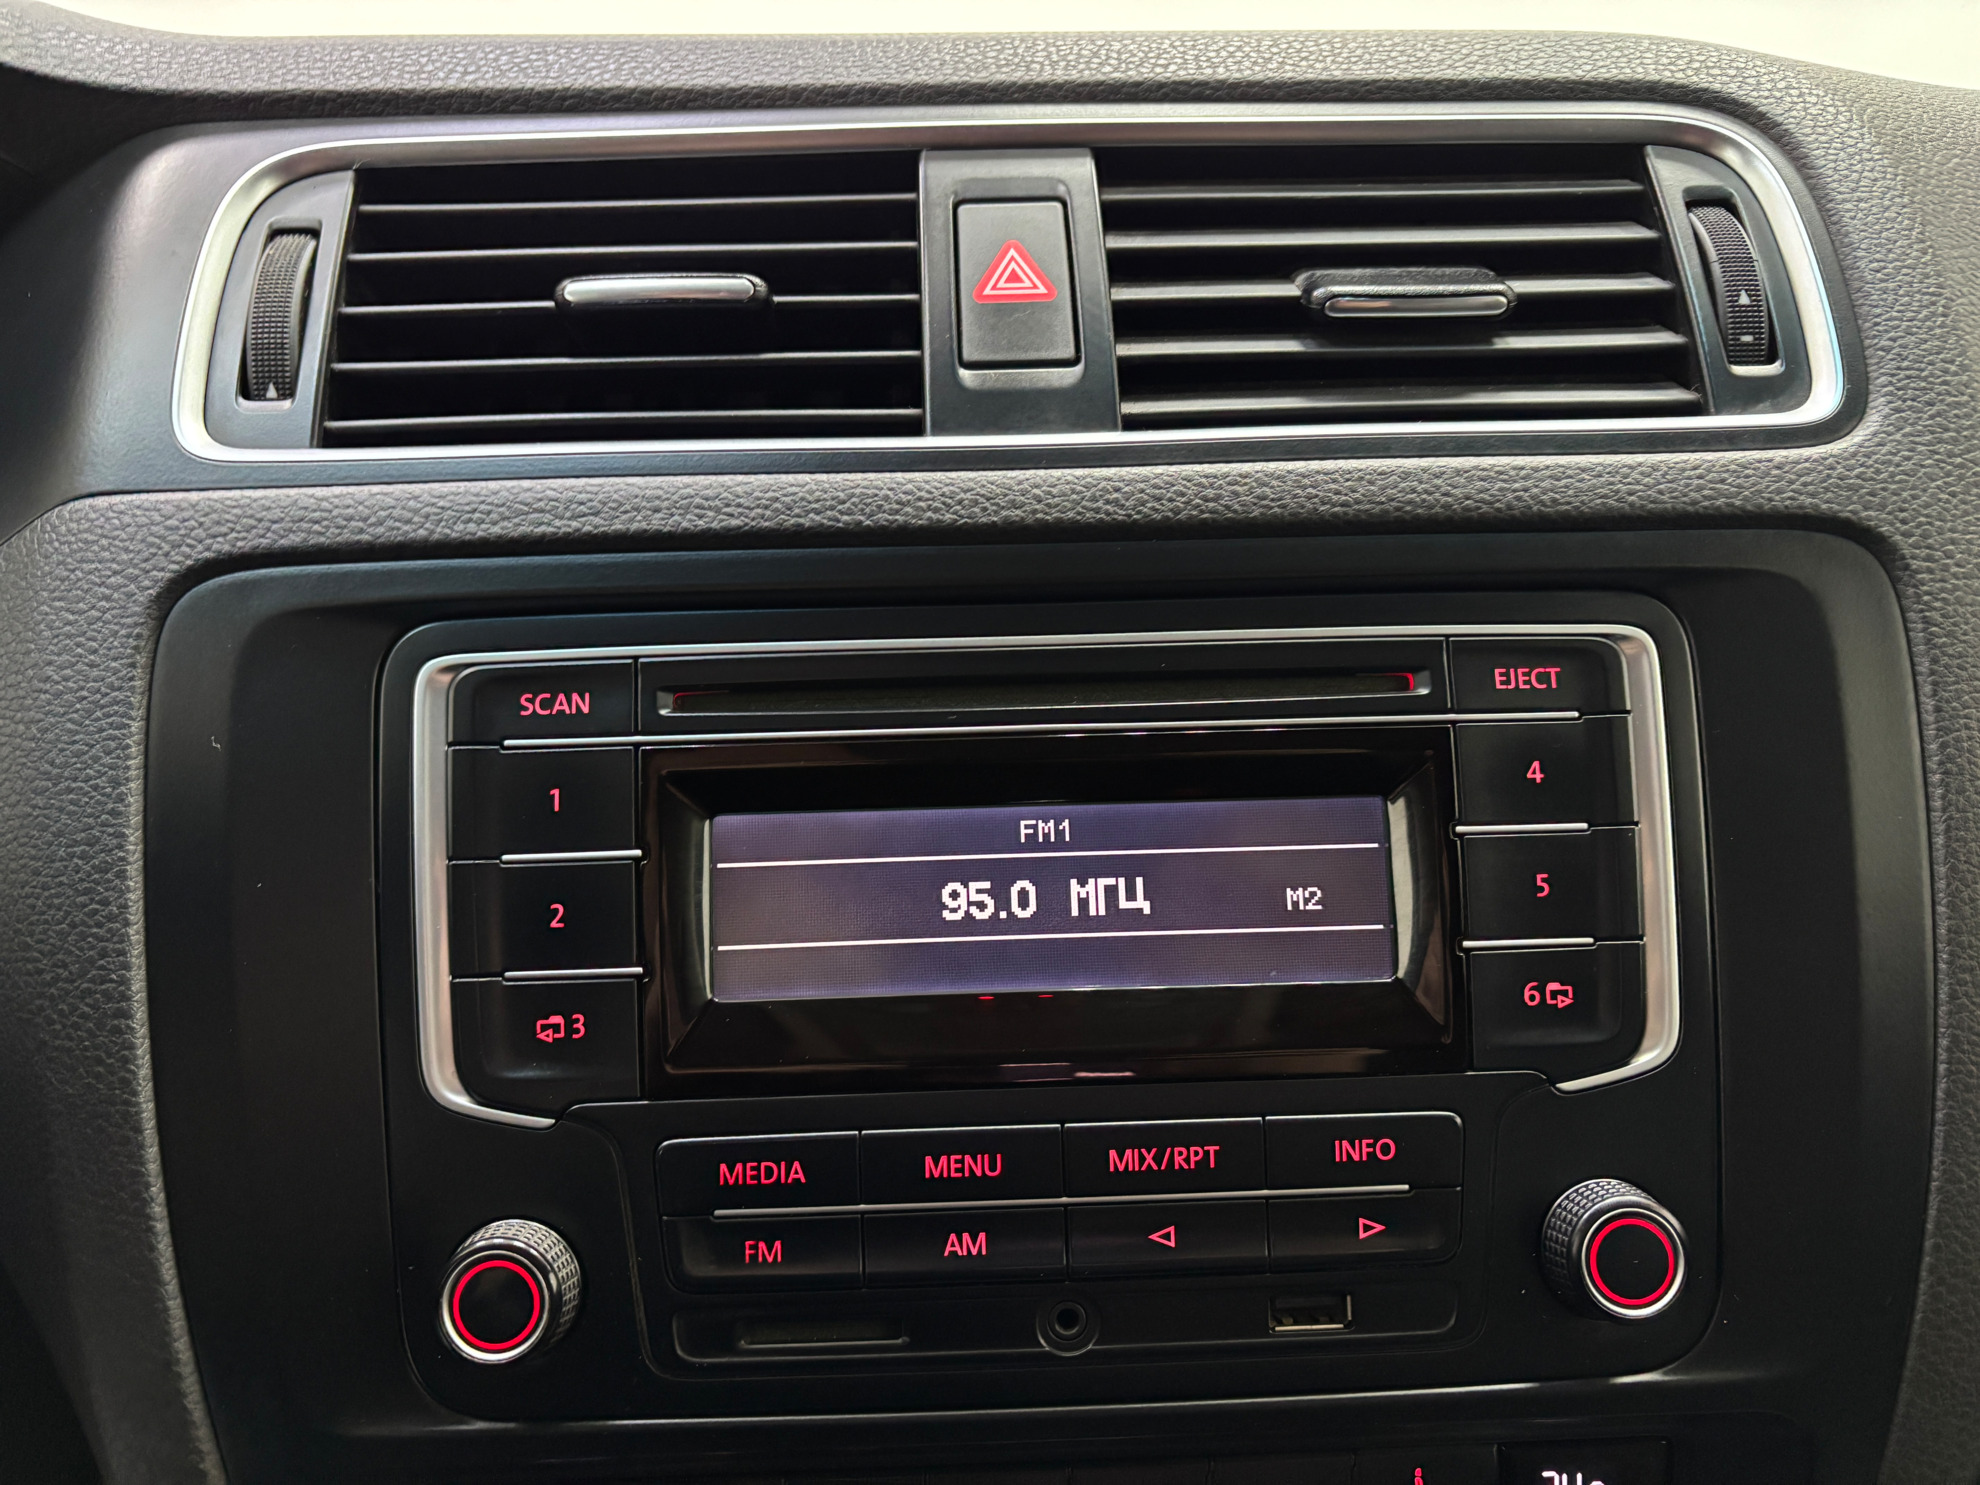 SCAN
EJECT
1
4
FM1
95.0 МГЦ
M2
2
5
3
6
MEDIA
MENU
MIX/RPT
INFO
FM
AM